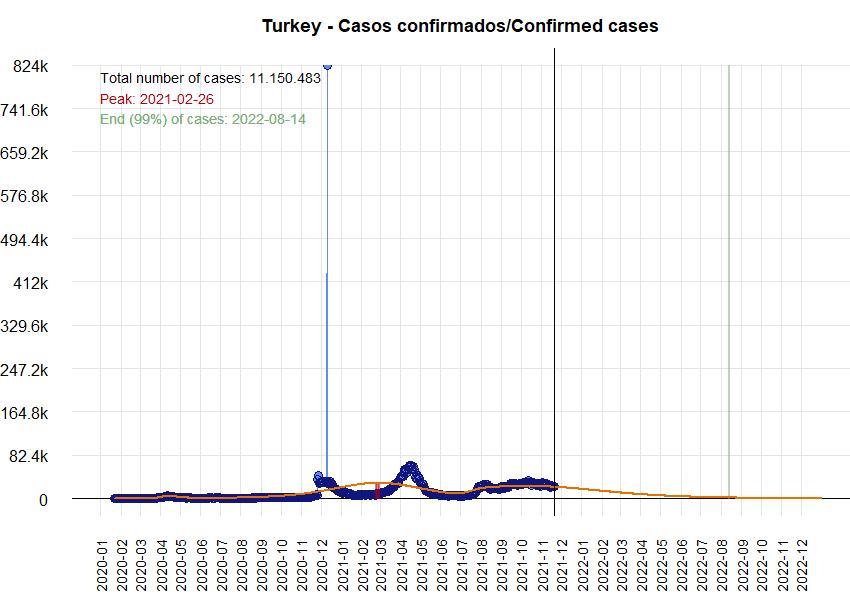 Turkey - Casos confirmados/Confirmed cases
824k
Total number of cases: 11.150.483
Peak: 2021-02-26
741.6k
End (99%) of cases: 2022-08-14
659.2k
576.8k
494.4k
412k
329.6k
247.2k
164.8k
82.4k
0
2020-01
2020-02
2020-03
2020-04
2020-05
2020-06
2020-07
2020-08
2020-09
2020-10
2020-11
2020-12
2021-01
2021-02
2021-03
2021-04
2021-05
2021-06
2021-07
2021-08
2021-09
2021-10
2021-11
2021-12
2022-01
2022-02
2022-03
2022-04
2022-05
2022-06
2022-07
2022-08
2022-09
2022-10
2022-11
2022-12